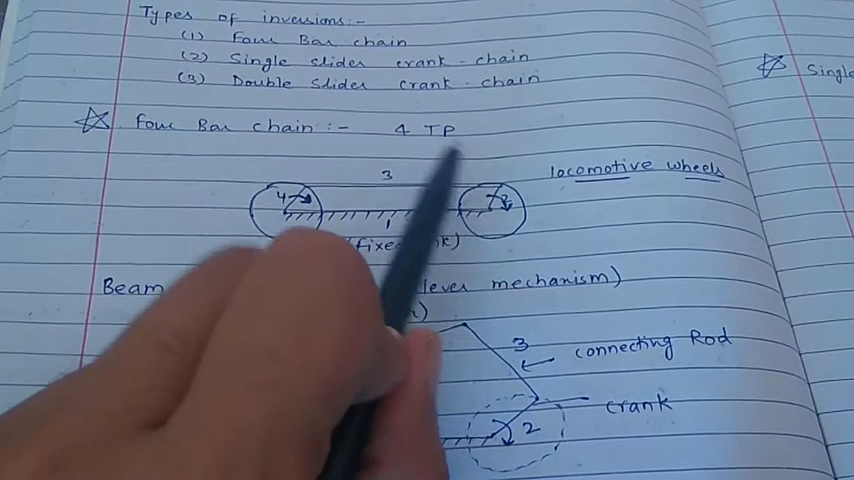 Types of inversions:-
(1) Four Bar chain
(2) Single slider crank-chain
(3) Double slider crank-chain
Single
Four Bar chain :- 4 TP
3
locomotive wheels
4
1
Beam lever mechanism)
3
connecting Rod
crank
2